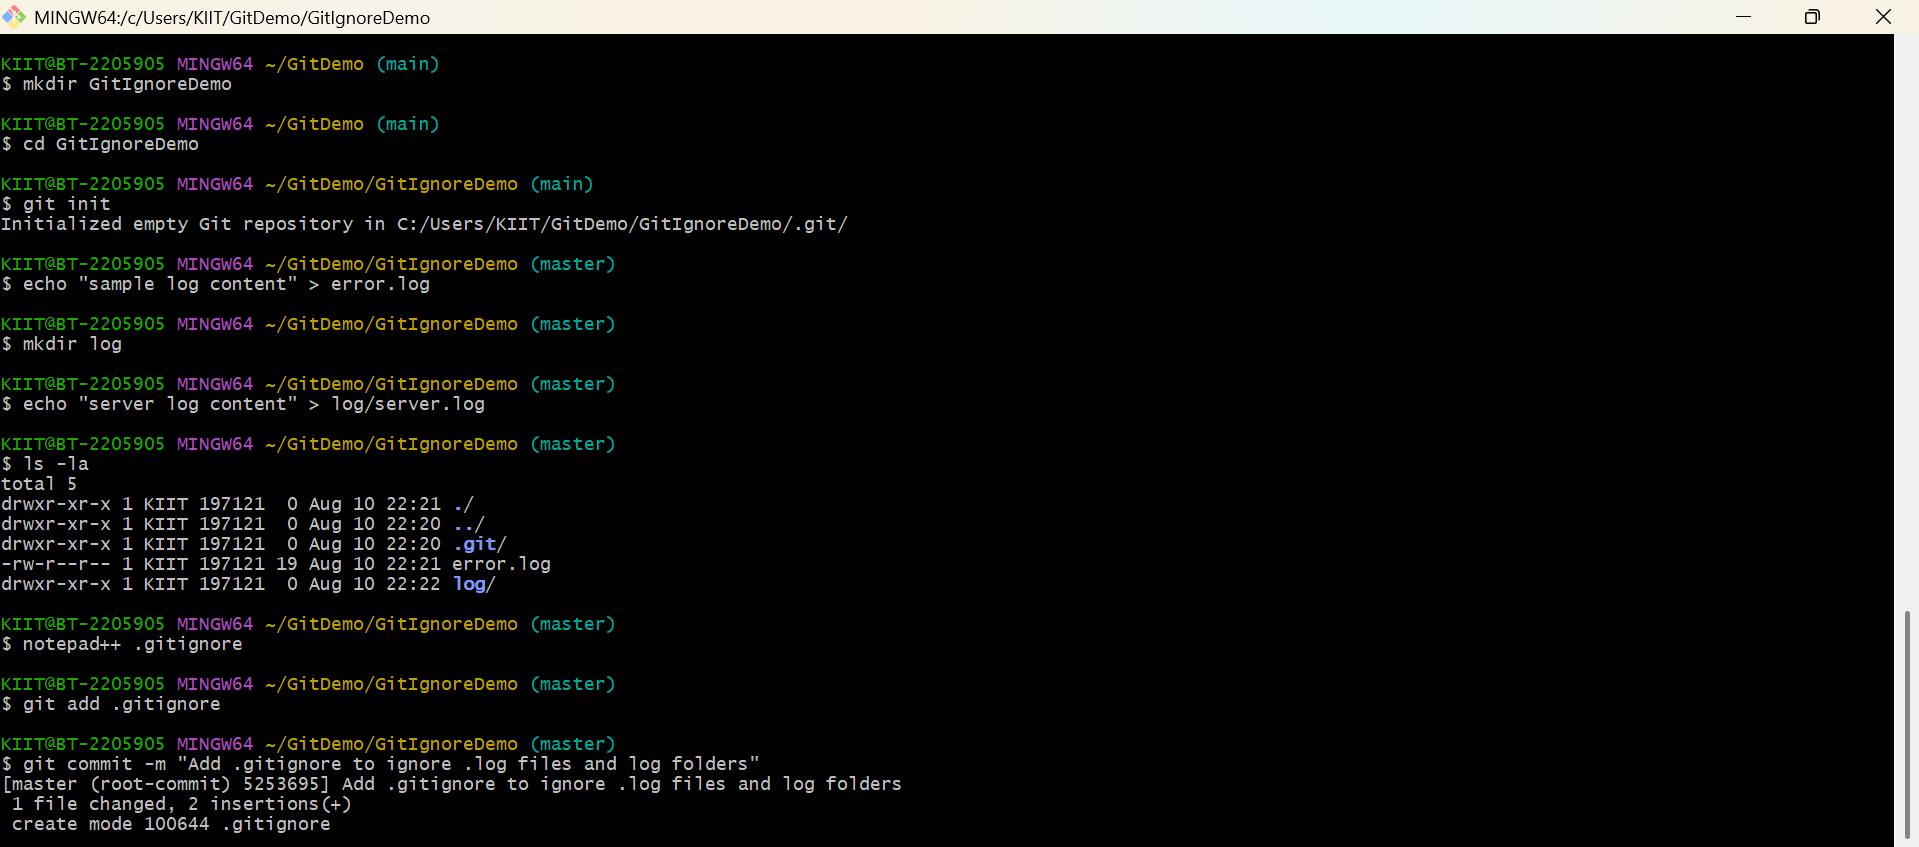 MINGW64:/c/Users/KIIT/GitDemo/GitIgnoreDemo
KIIT@BT-2205905 MINGW64 ~/GitDemo (main)
$ mkdir GitIgnoreDemo
KIIT@BT-2205905 MINGW64 ~/GitDemo (main)
$ cd GitIgnoreDemo
KIIT@BT-2205905 MINGW64 ~/GitDemo/GitIgnoreDemo (main)
$ git init
Initialized empty Git repository in C:/Users/KIIT/GitDemo/GitIgnoreDemo/.git/
KIIT@BT-2205905 MINGW64 ~/GitDemo/GitIgnoreDemo (master)
$ echo "sample log content" > error.log
KIIT@BT-2205905 MINGW64 ~/GitDemo/GitIgnoreDemo (master)
$ mkdir log
KIIT@BT-2205905 MINGW64 ~/GitDemo/GitIgnoreDemo (master)
$ echo "server log content" > log/server.log
KIIT@BT-2205905 MINGW64 ~/GitDemo/GitIgnoreDemo (master)
$ ls -la
total 5
drwxr-xr-x 1 KIIT 197121  0 Aug 10 22:21 ./
drwxr-xr-x 1 KIIT 197121  0 Aug 10 22:20 ../
drwxr-xr-x 1 KIIT 197121  0 Aug 10 22:20 .git/
-rw-r--r-- 1 KIIT 197121 19 Aug 10 22:21 error.log
drwxr-xr-x 1 KIIT 197121  0 Aug 10 22:22 log/
KIIT@BT-2205905 MINGW64 ~/GitDemo/GitIgnoreDemo (master)
$ notepad++ .gitignore
KIIT@BT-2205905 MINGW64 ~/GitDemo/GitIgnoreDemo (master)
$ git add .gitignore
KIIT@BT-2205905 MINGW64 ~/GitDemo/GitIgnoreDemo (master)
$ git commit -m "Add .gitignore to ignore .log files and log folders"
[master (root-commit) 5253695] Add .gitignore to ignore .log files and log folders
 1 file changed, 2 insertions(+)
 create mode 100644 .gitignore